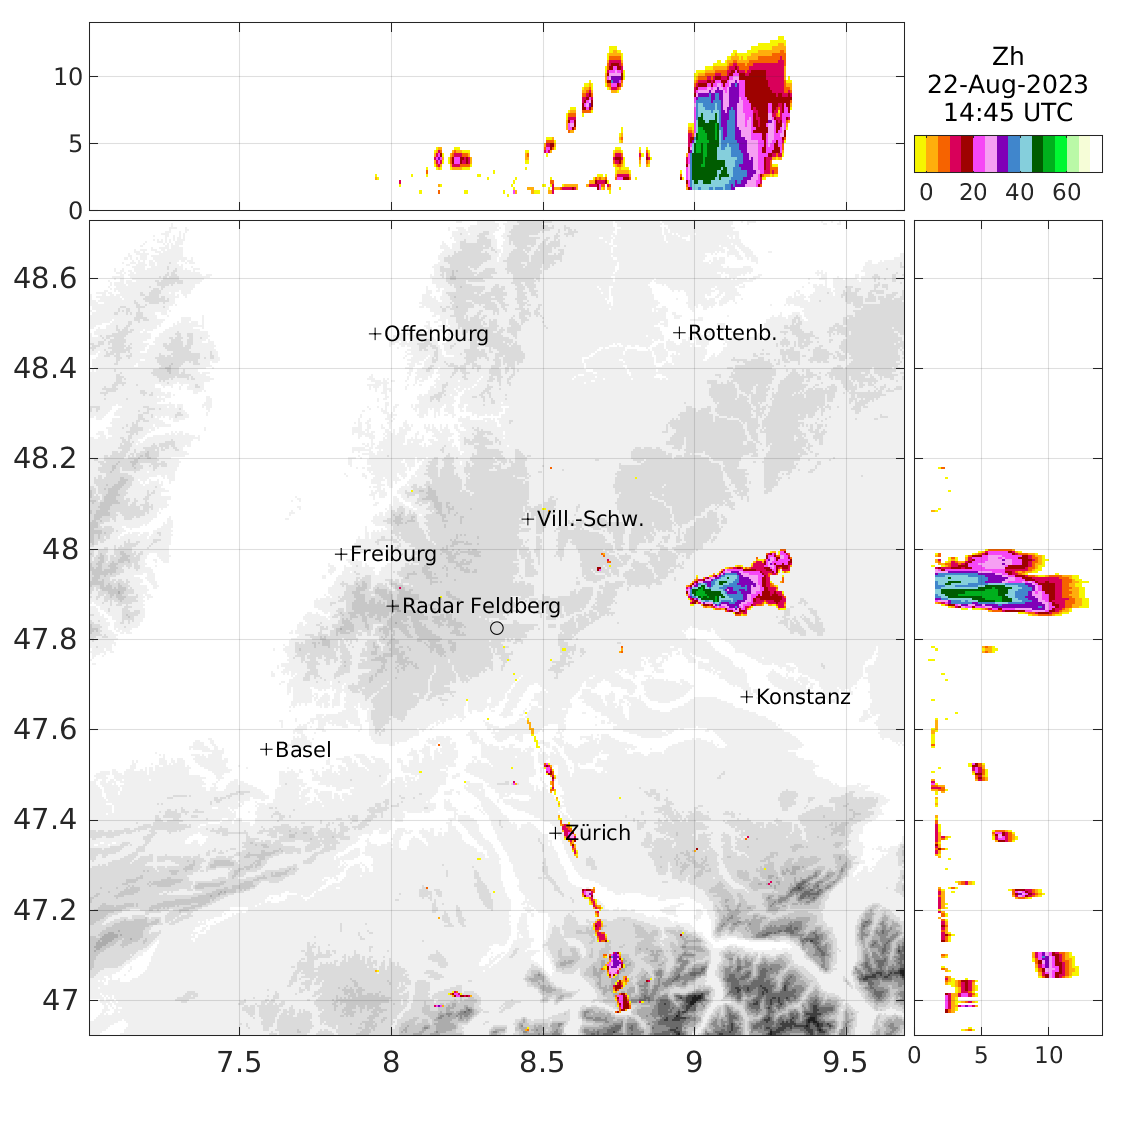 Zh
22-Aug-2023
14:45 UTC
10
5
0
0 20 40 60
48.6
48.4
48.2
48
47.8
47.6
47.4
47.2
47
+Offenburg
+Rottenb.
+Vill.-Schw.
+Freiburg
+Radar Feldberg
+Konstanz
+Basel
+Zürich
7.5 8 8.5 9 9.5
0 5 10